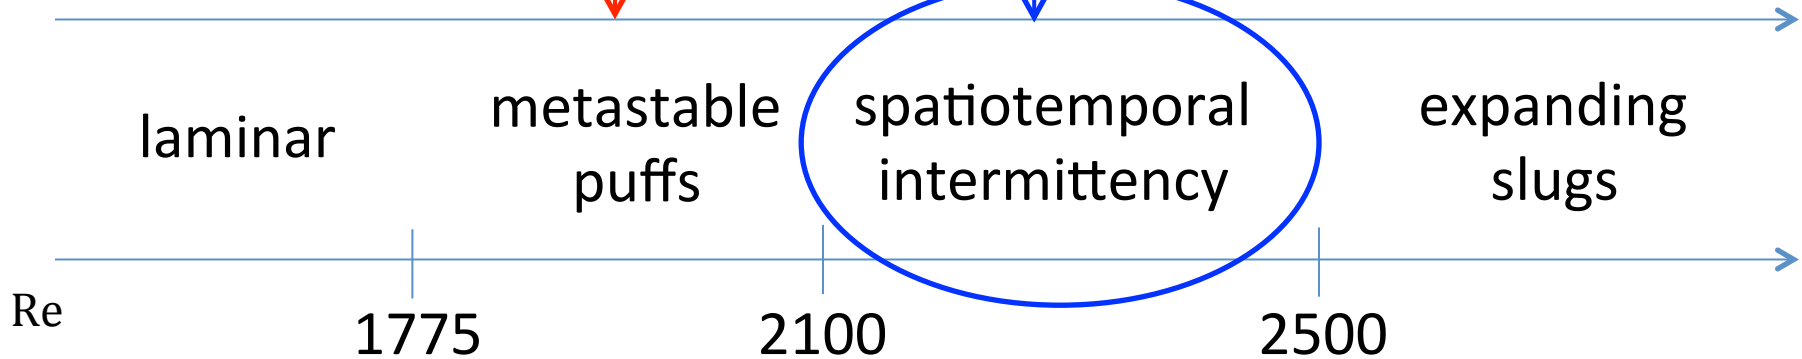 laminar
metastable
puffs
spatiotemporal
intermittency
expanding
slugs
Re
1775
2100
2500